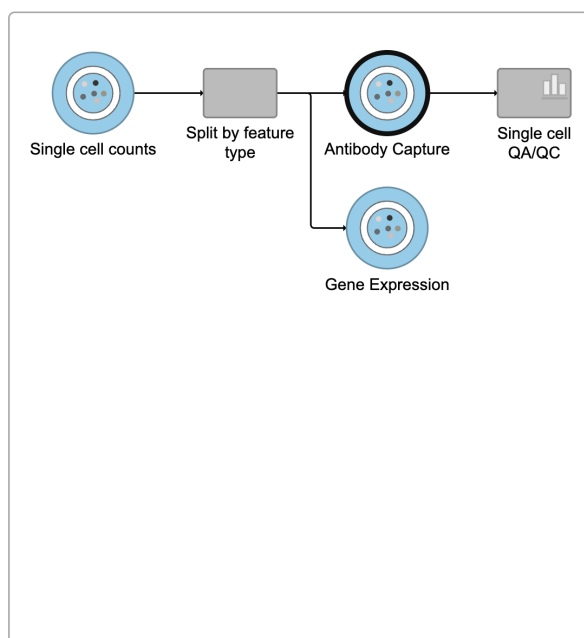 Single cell counts
Split by feature
type
Antibody Capture
Single cell
QA/QC
Gene Expression